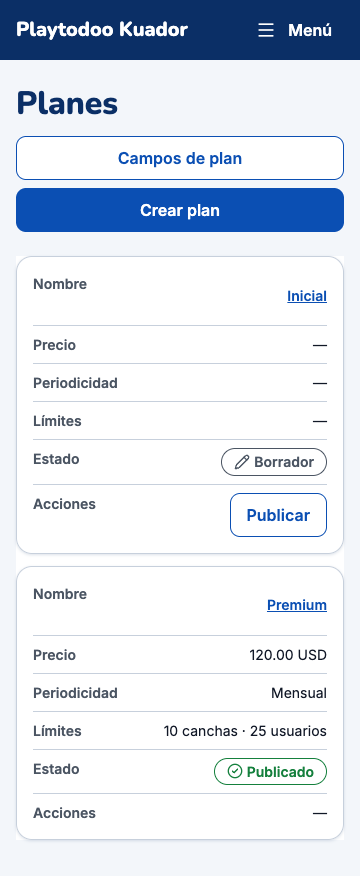 Playtodoo Kuador
Menú
Planes
Campos de plan
Crear plan
Nombre
Inicial
Precio —
Periodicidad —
Límites —
Estado Borrador
Acciones Publicar
Nombre
Premium
Precio 120.00 USD
Periodicidad Mensual
Límites 10 canchas · 25 usuarios
Estado Publicado
Acciones —